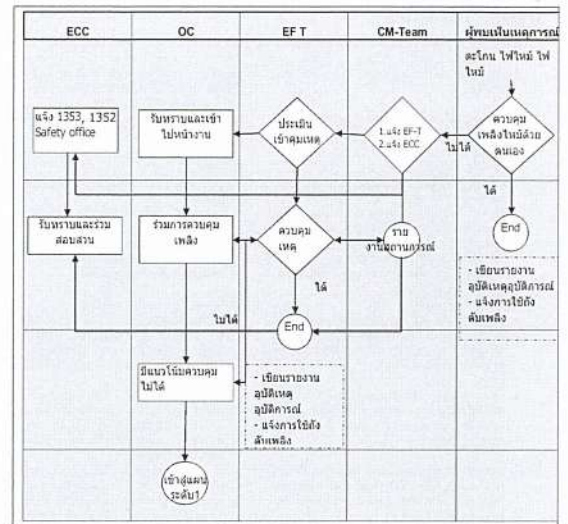 ECC
OC
EF T
CM-Team
ผู้พบเห็นเหตุการณ์
ตะโกน ไฟไหม้ ไฟ
ไหม้
แจ้ง 1353, 1352
Safety office
รับทราบและเข้า
ไปหน้างาน
ประเมิน
เข้าคุมเหตุ
1.แจ้ง EF-T
2.แจ้ง ECC
ควบคุม
เพลิงไหม้ด้วย
ตนเอง
ไม่ได้
ได้
รับทราบและร่วม
สอบสวน
ร่วมการควบคุม
เพลิง
ควบคุม
เหตุ
ราย
งานสถานการณ์
End
ได้
ไม่ได้
End
- เขียนรายงาน
อุบัติเหตุอุบัติการณ์
- แจ้งการใช้ถัง
ดับเพลิง
มีแนวโน้มควบคุม
ไม่ได้
- เขียนรายงาน
อุบัติเหตุ
อุบัติการณ์
- แจ้งการใช้ถัง
ดับเพลิง
เข้าสู่แผน
ระดับ1